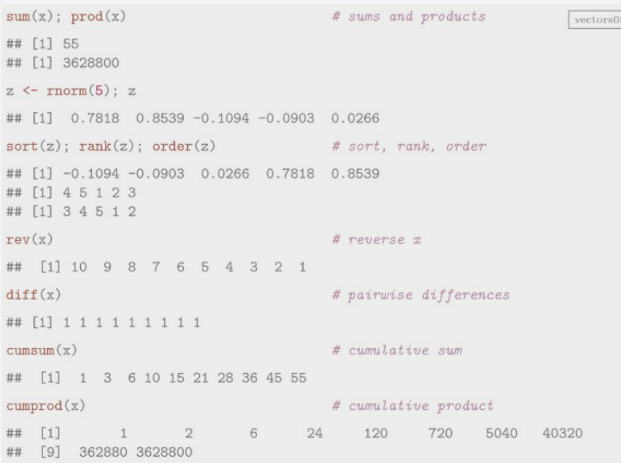 sum(x); prod(x) # sums and products
vectors0
## [1] 55
## [1] 3628800
z <- rnorm(5); z
## [1] 0.7818 0.8539 -0.1094 -0.0903 0.0266
sort(z); rank(z); order(z) # sort, rank, order
## [1] -0.1094 -0.0903 0.0266 0.7818 0.8539
## [1] 4 5 1 2 3
## [1] 3 4 5 1 2
rev(x) # reverse x
## [1] 10 9 8 7 6 5 4 3 2 1
diff(x) # pairwise differences
## [1] 1 1 1 1 1 1 1 1 1
cumsum(x) # cumulative sum
## [1] 1 3 6 10 15 21 28 36 45 55
cumprod(x) # cumulative product
## [1] 1 2 6 24 120 720 5040 40320
## [9] 362880 3628800